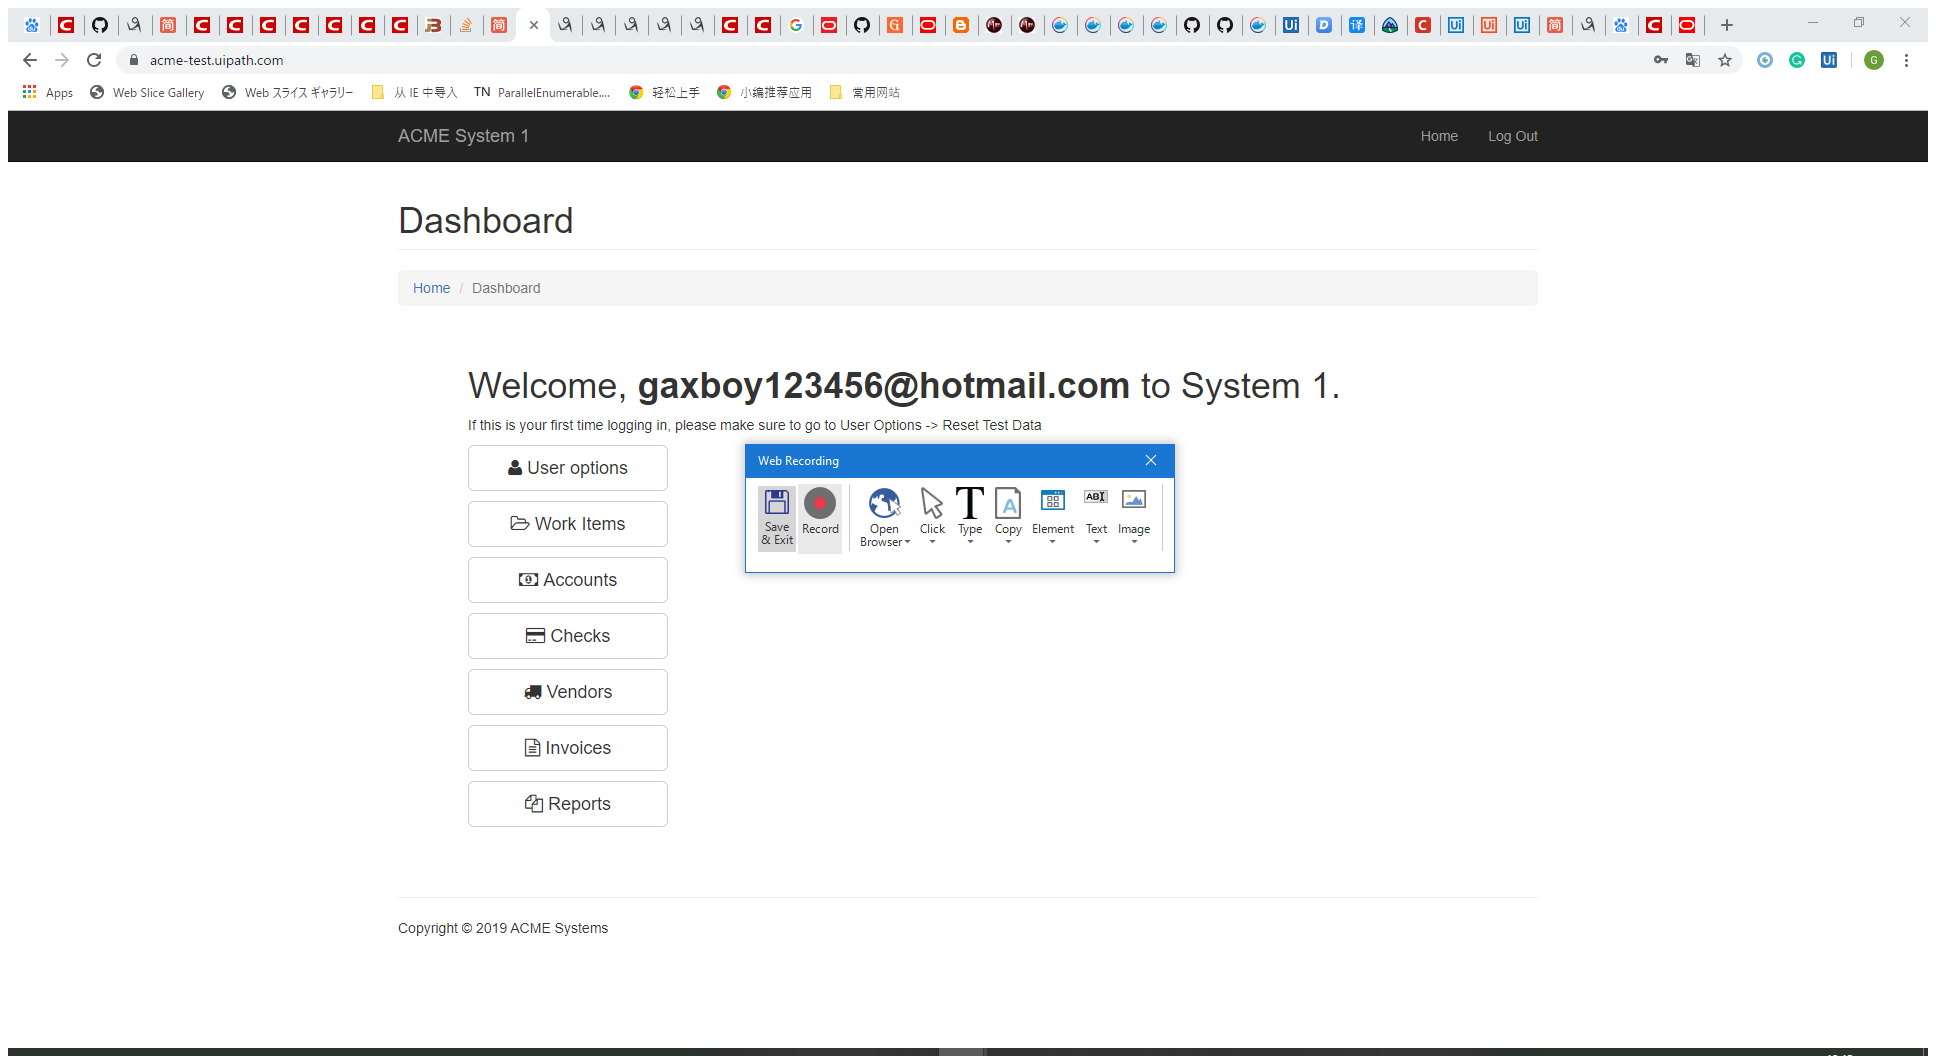 acme-test.uipath.com
Apps Web Slice Gallery Web スライス ギャラリー 从 IE 中导入 TN ParallelEnumerable.... 轻松上手 小编推荐应用 常用网站
ACME System 1 Home Log Out
Dashboard
Home / Dashboard
Welcome, gaxboy123456@hotmail.com to System 1.
If this is your first time logging in, please make sure to go to User Options -> Reset Test Data
User options
Work Items
Accounts
Checks
Vendors
Invoices
Reports
Web Recording
Save & Exit
Record
Open Browser
Click
Type
Copy
Element
Text
Image
Copyright © 2019 ACME Systems